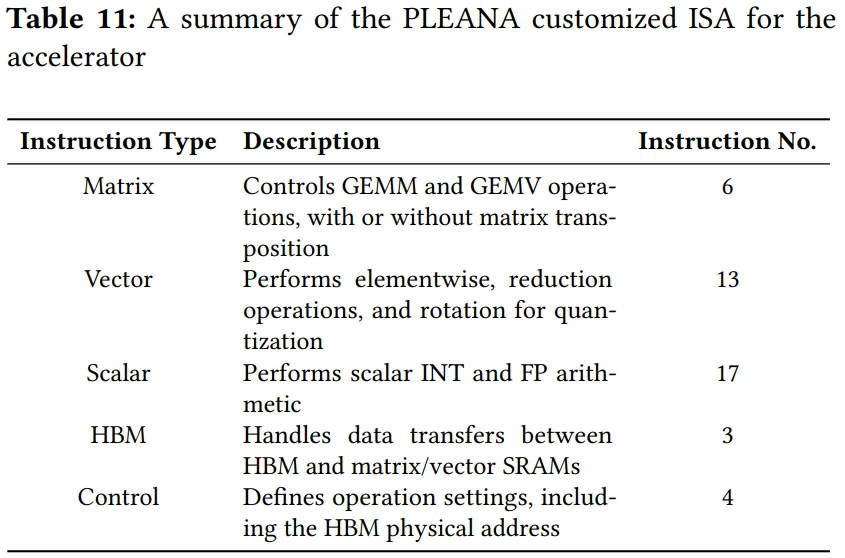 Table 11: A summary of the PLEANA customized ISA for the
accelerator
Instruction Type Description Instruction No.
Matrix Controls GEMM and GEMV opera- 6
tions, with or without matrix trans-
position
Vector Performs elementwise, reduction 13
operations, and rotation for quan-
tization
Scalar Performs scalar INT and FP arith- 17
metic
HBM Handles data transfers between 3
HBM and matrix/vector SRAMs
Control Defines operation settings, includ- 4
ing the HBM physical address